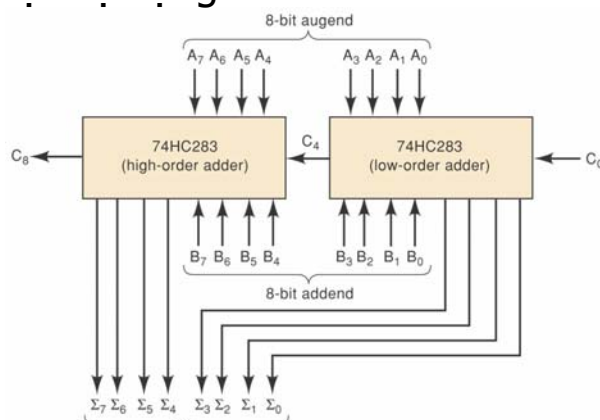 8-bit augend
A₇ A₆ A₅ A₄ A₃ A₂ A₁ A₀
C₈ 74HC283 C₄ 74HC283
(high-order adder) (low-order adder)
B₇ B₆ B₅ B₄ B₃ B₂ B₁ B₀
8-bit addend
Σ₇ Σ₆ Σ₅ Σ₄ Σ₃ Σ₂ Σ₁ Σ₀